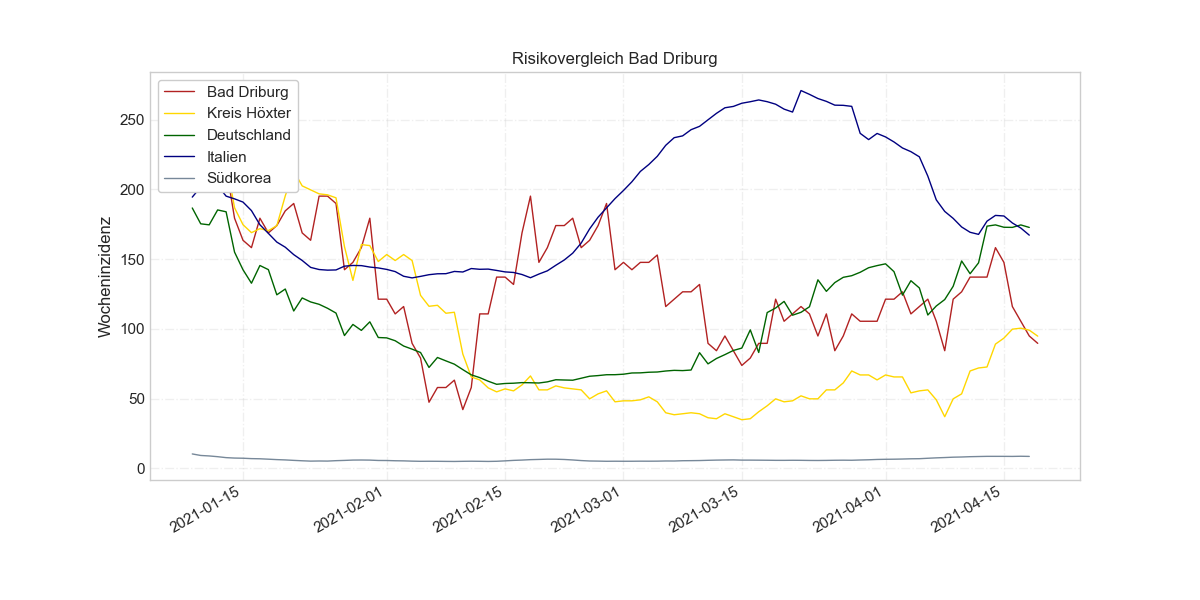 Risikovergleich Bad Driburg
Bad Driburg
Kreis Höxter
Deutschland
Italien
Südkorea
Wocheninzidenz
250
200
150
100
50
0
2021-01-15
2021-02-01
2021-02-15
2021-03-01
2021-03-15
2021-04-01
2021-04-15